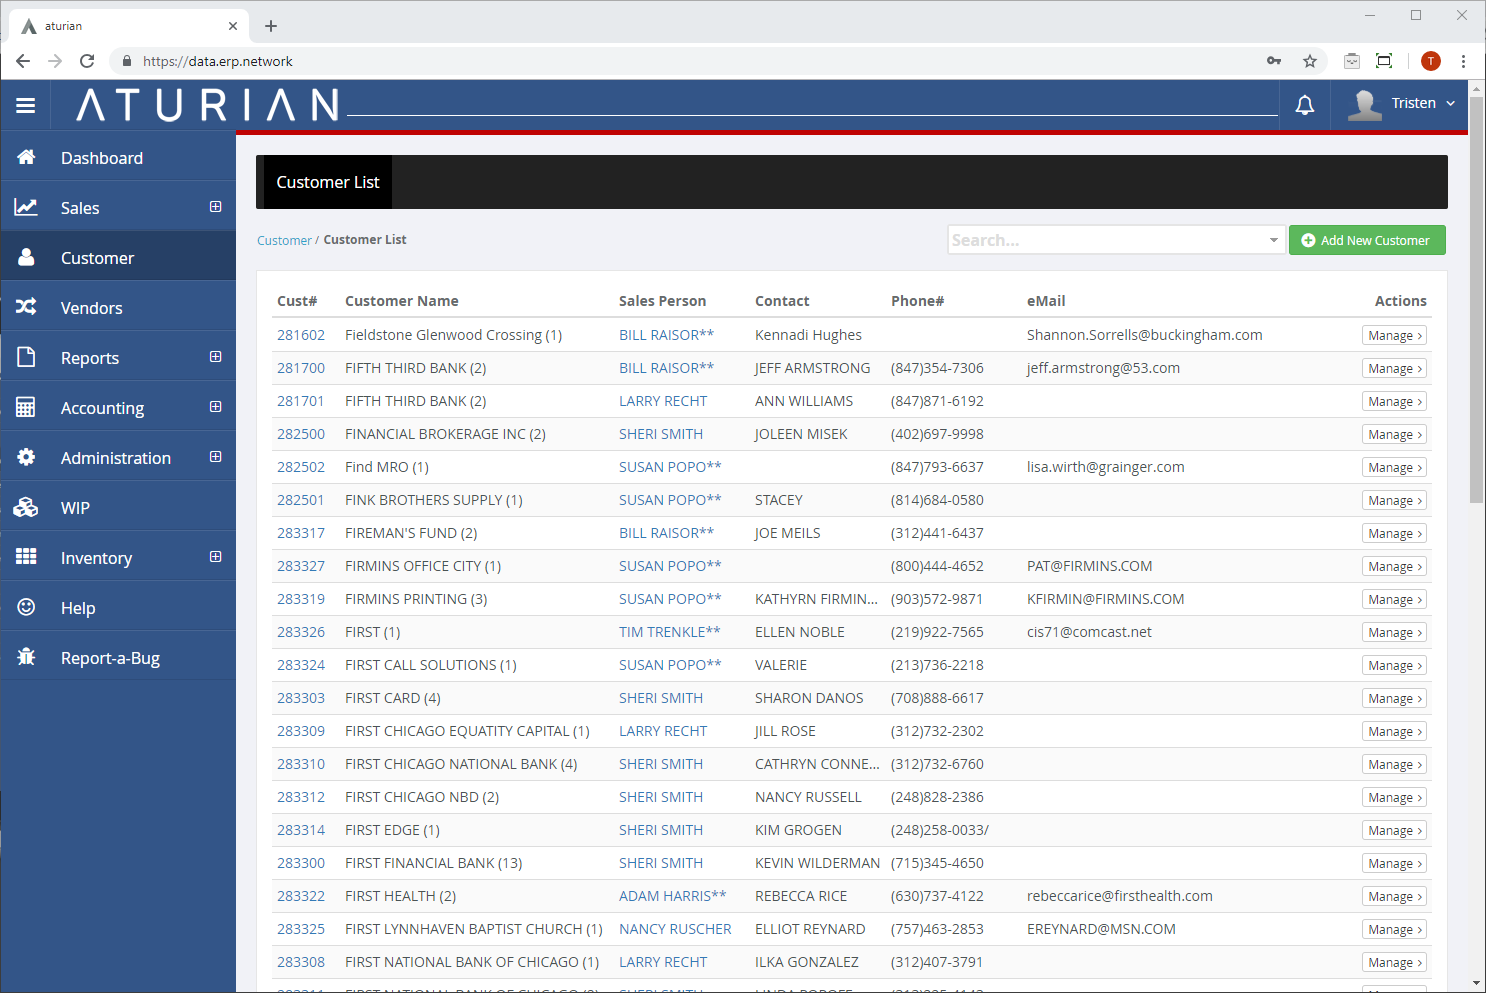 aturian
https://data.erp.network
T
ATURIAN
Tristen
Dashboard
Sales
Customer
Vendors
Reports
Accounting
Administration
WIP
Inventory
Help
Report-a-Bug
Customer List
Customer / Customer List
Search...
Add New Customer
Cust# Customer Name Sales Person Contact Phone# eMail Actions
281602 Fieldstone Glenwood Crossing (1) BILL RAISOR** Kennadi Hughes Shannon.Sorrells@buckingham.com Manage
281700 FIFTH THIRD BANK (2) BILL RAISOR** JEFF ARMSTRONG (847)354-7306 jeff.armstrong@53.com Manage
281701 FIFTH THIRD BANK (2) LARRY RECHT ANN WILLIAMS (847)871-6192 Manage
282500 FINANCIAL BROKERAGE INC (2) SHERI SMITH JOLEEN MISEK (402)697-9998 Manage
282502 Find MRO (1) SUSAN POPO** (847)793-6637 lisa.wirth@grainger.com Manage
282501 FINK BROTHERS SUPPLY (1) SUSAN POPO** STACEY (814)684-0580 Manage
283317 FIREMAN'S FUND (2) BILL RAISOR** JOE MEILS (312)441-6437 Manage
283327 FIRMINS OFFICE CITY (1) SUSAN POPO** (800)444-4652 PAT@FIRMINS.COM Manage
283319 FIRMINS PRINTING (3) SUSAN POPO** KATHYRN FIRMIN... (903)572-9871 KFIRMIN@FIRMINS.COM Manage
283326 FIRST (1) TIM TRENKLE** ELLEN NOBLE (219)922-7565 cis71@comcast.net Manage
283324 FIRST CALL SOLUTIONS (1) SUSAN POPO** VALERIE (213)736-2218 Manage
283303 FIRST CARD (4) SHERI SMITH SHARON DANOS (708)888-6617 Manage
283309 FIRST CHICAGO EQUATITY CAPITAL (1) LARRY RECHT JILL ROSE (312)732-2302 Manage
283310 FIRST CHICAGO NATIONAL BANK (4) SHERI SMITH CATHRYN CONNE... (312)732-6760 Manage
283312 FIRST CHICAGO NBD (2) SHERI SMITH NANCY RUSSELL (248)828-2386 Manage
283314 FIRST EDGE (1) SHERI SMITH KIM GROGEN (248)258-0033/ Manage
283300 FIRST FINANCIAL BANK (13) SHERI SMITH KEVIN WILDERMAN (715)345-4650 Manage
283322 FIRST HEALTH (2) ADAM HARRIS** REBECCA RICE (630)737-4122 rebeccarice@firsthealth.com Manage
283325 FIRST LYNNHAVEN BAPTIST CHURCH (1) NANCY RUSCHER ELLIOT REYNARD (757)463-2853 EREYNARD@MSN.COM Manage
283308 FIRST NATIONAL BANK OF CHICAGO (1) LARRY RECHT ILKA GONZALEZ (312)407-3791 Manage
FIRST NATIONAL BANK OF CHICAGO